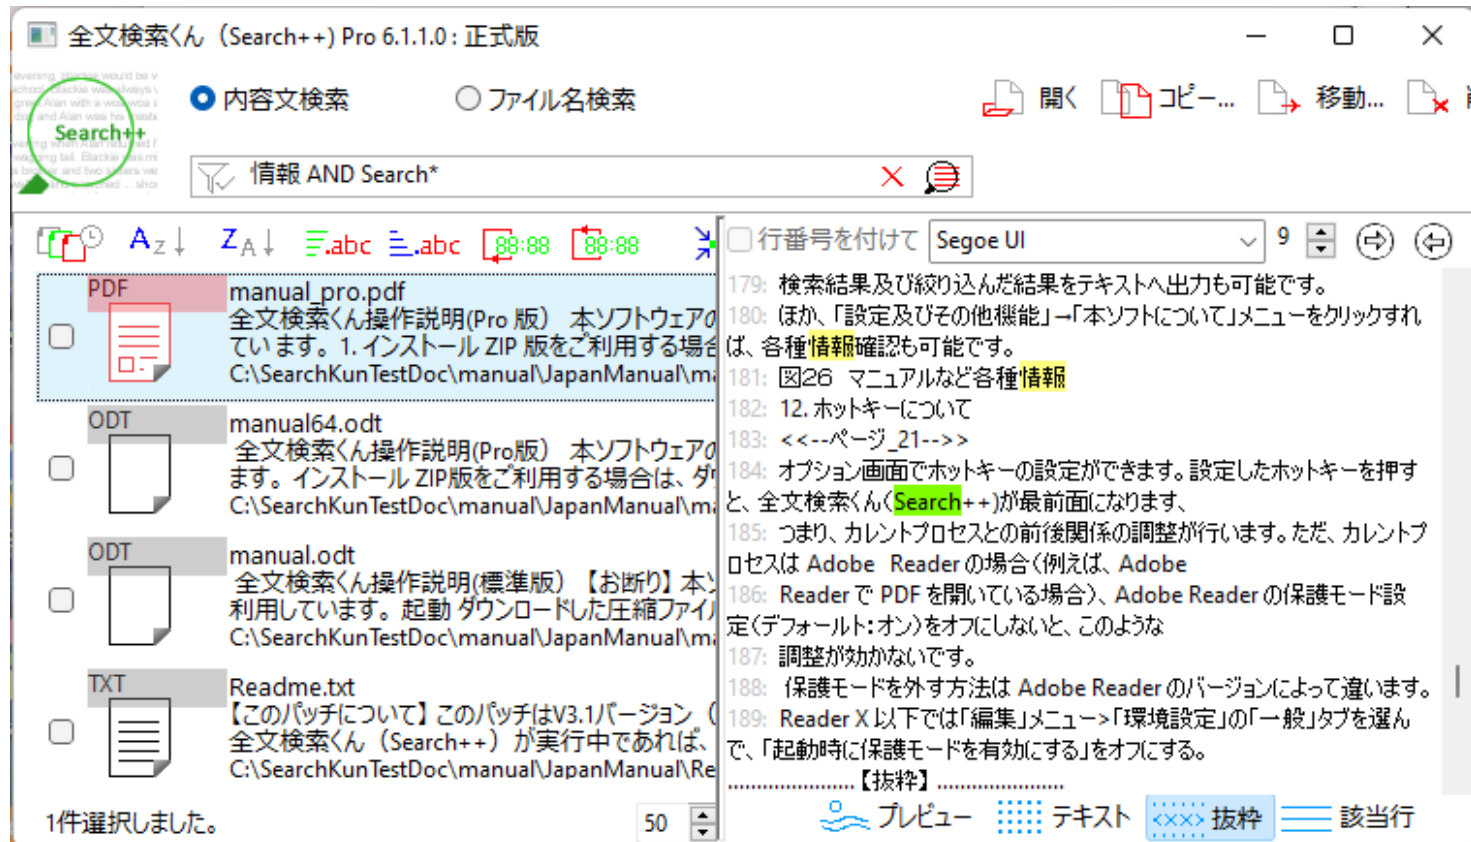 全文検索くん（Search++) Pro 6.1.1.0 : 正式版
Search++
内容文検索
ファイル名検索
開く
コピー...
移動...
情報 AND Search*
行番号を付けて
Segoe UI
9
PDF
manual_pro.pdf
全文検索くん操作説明(Pro 版） 本ソフトウェアの
ています。1. インストール ZIP 版をご利用する場合
C:\SearchKunTestDoc\manual\JapanManual\ma
ODT
manual64.odt
全文検索くん操作説明(Pro版） 本ソフトウェアの
ます。インストール ZIP版をご利用する場合は、ダ
C:\SearchKunTestDoc\manual\JapanManual\ma
ODT
manual.odt
全文検索くん操作説明(標準版）【お断り】本ソ
利用しています。起動 ダウンロードした圧縮ファイル
C:\SearchKunTestDoc\manual\JapanManual\ma
TXT
Readme.txt
【このパッチについて】このパッチはV3.1バージョン（
全文検索くん（Search++）が実行中であれば、
C:\SearchKunTestDoc\manual\JapanManual\Re
1件選択しました。
50
179: 検索結果及び絞り込んだ結果をテキストへ出力も可能です。
180: ほか、「設定及びその他機能」→「本ソフトについて」メニューをクリックすれ
ば、各種情報確認も可能です。
181: 図26 マニュアルなど各種情報
182: 12. ホットキーについて
183: <<--ページ_21-->>
184: オプション画面でホットキーの設定ができます。設定したホットキーを押す
と、全文検索くん(Search++)が最前面になります、
185: つまり、カレントプロセスとの前後関係の調整が行います。ただ、カレントプ
ロセスは Adobe Reader の場合（例えば、Adobe
186: Reader で PDF を開いている場合）、Adobe Reader の保護モード設
定（デフォールト：オン）をオフにしないと、このような
187: 調整が効かないです。
188: 保護モードを外す方法は Adobe Reader のバージョンによって違います。
189: Reader X 以下では「編集」メニュー>「環境設定」の「一般」タブを選ん
で、「起動時に保護モードを有効にする」をオフにする。
.....................【抜粋】.....................
プレビュー
テキスト
抜粋
該当行